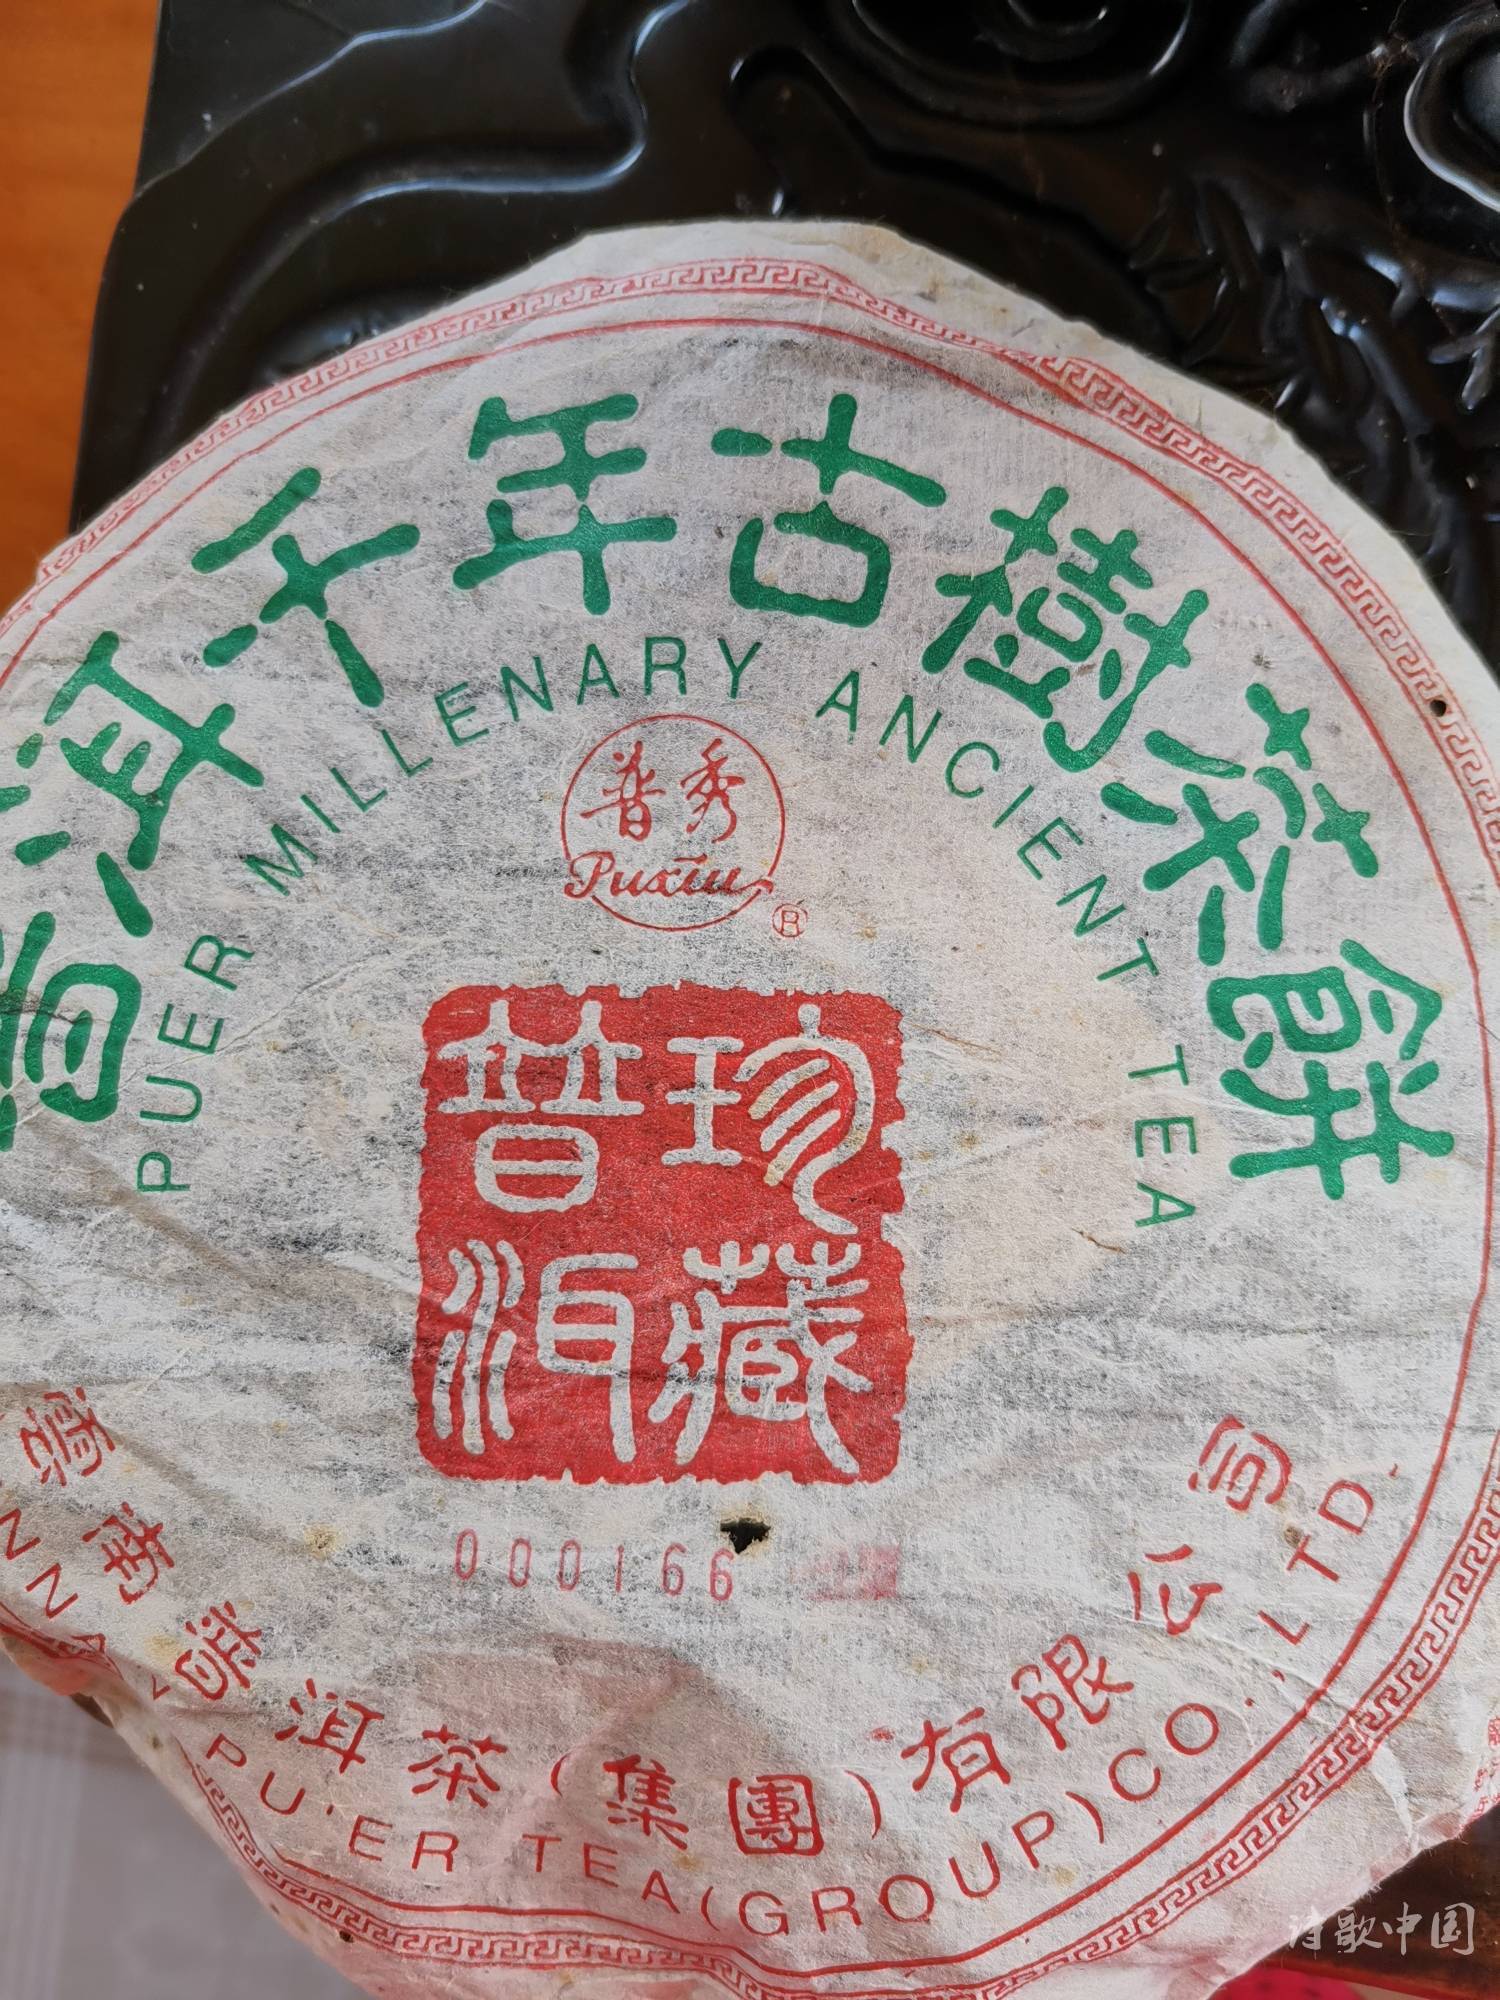 普洱千年古樹茶餅
PUER MILLENARY ANCIENT TEA
普秀
Puxiu
®
珍藏
普洱
000166
雲南普洱茶(集團)有限公司
PU'ER TEA(GROUP)CO.,LTD.
诗歌中国